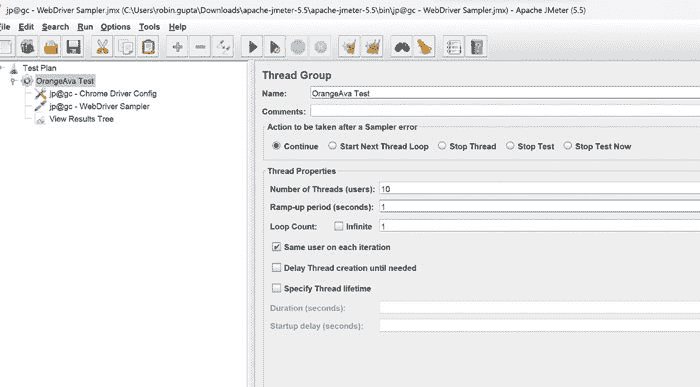 jp@gc - WebDriver Sampler.jmx (C:\Users\robin.gupta\Downloads\apache-jmeter-5.5\apache-jmeter-5.5\bin\jp@gc - WebDriver Sampler.jmx) - Apache JMeter (5.5)
File Edit Search Run Options Tools Help
Test Plan
OrangeAva Test
jp@gc - Chrome Driver Config
jp@gc - WebDriver Sampler
View Results Tree
Thread Group
Name: OrangeAva Test
Comments:
Action to be taken after a Sampler error
Continue Start Next Thread Loop Stop Thread Stop Test Stop Test Now
Thread Properties
Number of Threads (users): 10
Ramp-up period (seconds): 1
Loop Count: Infinite 1
Same user on each iteration
Delay Thread creation until needed
Specify Thread lifetime
Duration (seconds):
Startup delay (seconds):